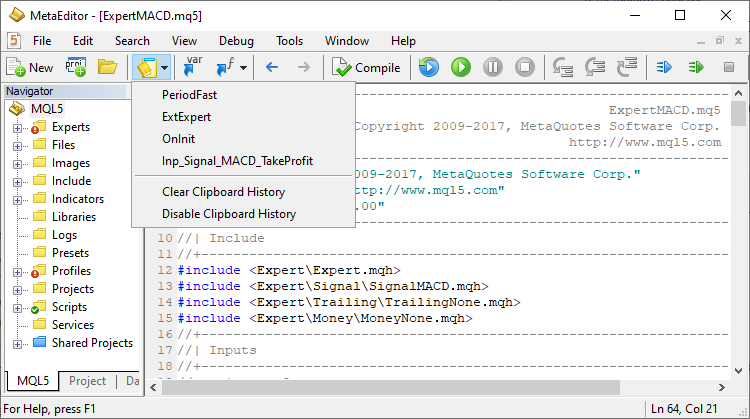 MetaEditor - [ExpertMACD.mq5]
File Edit Search View Debug Tools Window Help
New proj var f Compile
Navigator
MQL5
Experts
Files
Images
Include
Indicators
Libraries
Logs
Presets
Profiles
Projects
Scripts
Services
Shared Projects
MQL5 Project Da
PeriodFast
ExtExpert
OnInit
Inp_Signal_MACD_TakeProfit
Clear Clipboard History
Disable Clipboard History
ExpertMACD.mq5
Copyright 2009-2017, MetaQuotes Software Corp.
http://www.mql5.com
2009-2017, MetaQuotes Software Corp."
http://www.mql5.com"
.00"
10 //| Include
11 //+------------------------------------------------------------------
12 #include <Expert\Expert.mqh>
13 #include <Expert\Signal\SignalMACD.mqh>
14 #include <Expert\Trailing\TrailingNone.mqh>
15 #include <Expert\Money\MoneyNone.mqh>
16 //+------------------------------------------------------------------
17 //| Inputs
18 //+------------------------------------------------------------------
For Help, press F1
Ln 64, Col 21